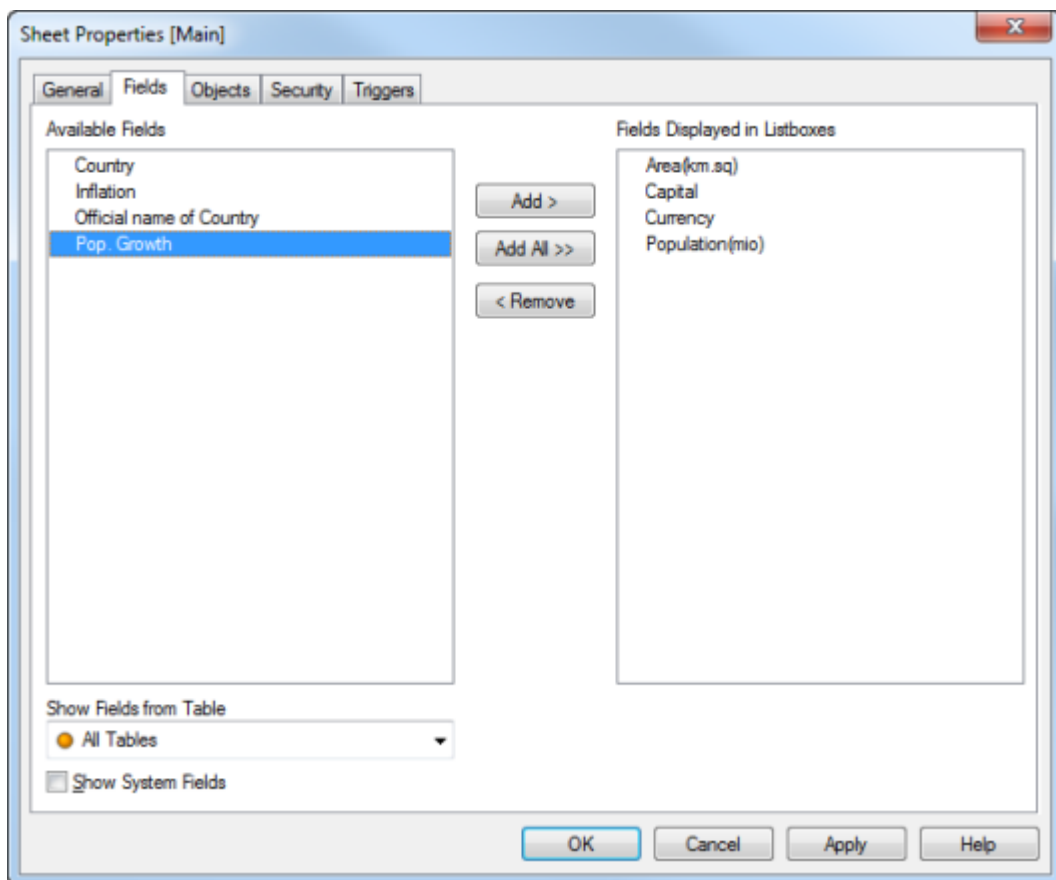 Sheet Properties [Main]
General Fields Objects Security Triggers
Available Fields
Country
Inflation
Official name of Country
Pop. Growth
Add >
Add All >>
< Remove
Fields Displayed in Listboxes
Area(km.sq)
Capital
Currency
Population(mio)
Show Fields from Table
All Tables
Show System Fields
OK Cancel Apply Help